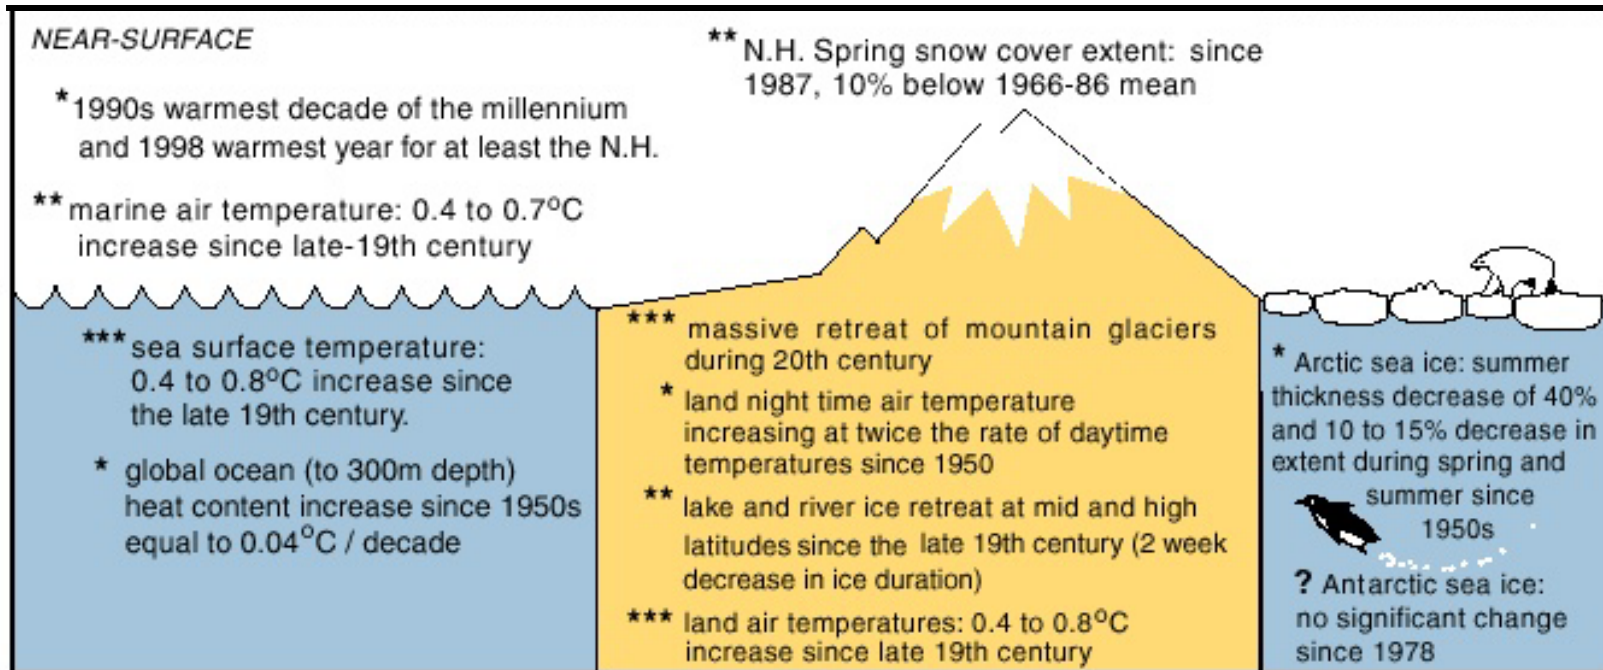 NEAR-SURFACE
*1990s warmest decade of the millennium
and 1998 warmest year for at least the N.H.
**marine air temperature: 0.4 to 0.7°C
increase since late-19th century
**N.H. Spring snow cover extent: since
1987, 10% below 1966-86 mean
***sea surface temperature:
0.4 to 0.8°C increase since
the late 19th century.
* global ocean (to 300m depth)
heat content increase since 1950s
equal to 0.04°C / decade
*** massive retreat of mountain glaciers
during 20th century
* land night time air temperature
increasing at twice the rate of daytime
temperatures since 1950
** lake and river ice retreat at mid and high
latitudes since the late 19th century (2 week
decrease in ice duration)
*** land air temperatures: 0.4 to 0.8°C
increase since late 19th century
* Arctic sea ice: summer
thickness decrease of 40%
and 10 to 15% decrease in
extent during spring and
summer since
1950s
? Antarctic sea ice:
no significant change
since 1978